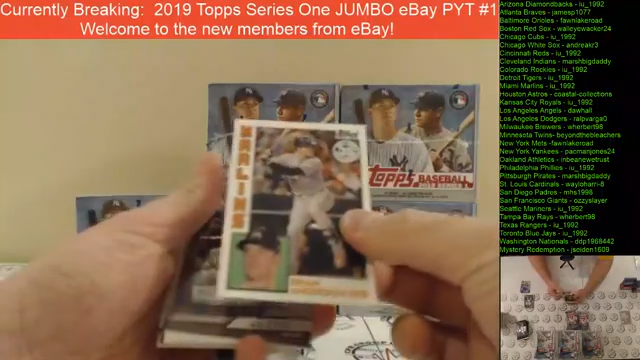 Currently Breaking: 2019 Topps Series One JUMBO eBay PYT #1
Welcome to the new members from eBay!
Arizona Diamondbacks - iu_1992
Atlanta Braves - jamesp1077
Baltimore Orioles - fawnlakeroad
Boston Red Sox - walleyewacker24
Chicago Cubs - iu_1992
Chicago White Sox - andreakr3
Cincinnati Reds - iu_1992
Cleveland Indians - marshbigdaddy
Colorado Rockies - iu_1992
Detroit Tigers - iu_1992
Miami Marlins - iu_1992
Houston Astros - coastal-collections
Kansas City Royals - iu_1992
Los Angeles Angels - dawhall
Los Angeles Dodgers - ralpvarga0
Milwaukee Brewers - wherbert98
Minnesota Twins- beyondthebleachers
New York Mets -fawnlakeroad
New York Yankees - pacmanjones24
Oakland Athletics - inbeanewetrust
Philadelphia Phillies - iu_1992
Pittsburgh Pirates - marshbigdaddy
St. Louis Cardinals - wayloharri-8
San Diego Padres - mhs1998
San Francisco Giants - ozzyslayer
Seattle Mariners - iu_1992
Tampa Bay Rays - wherbert98
Texas Rangers - iu_1992
Toronto Blue Jays - iu_1992
Washington Nationals - ddp1968442
Mystery Redemption - jseiden1609
MARLINS
Topps
BASEBALL